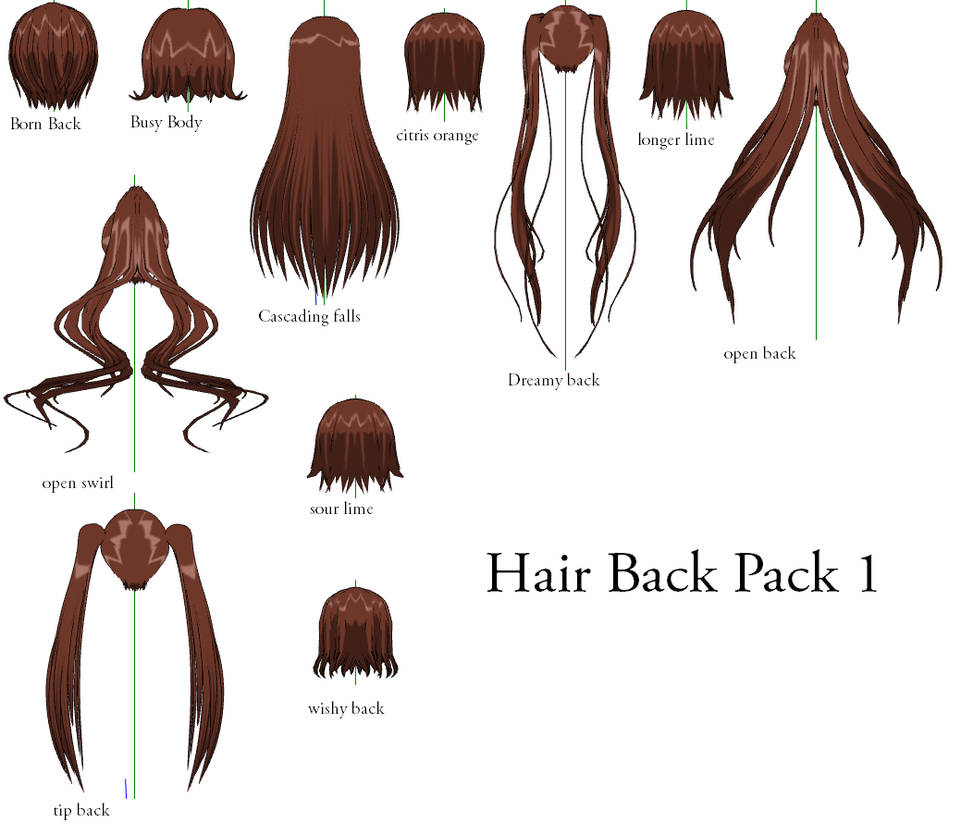 Born Back
Busy Body
citris orange
longer lime
Cascading falls
open back
Dreamy back
open swirl
sour lime
Hair Back Pack 1
wishy back
tip back